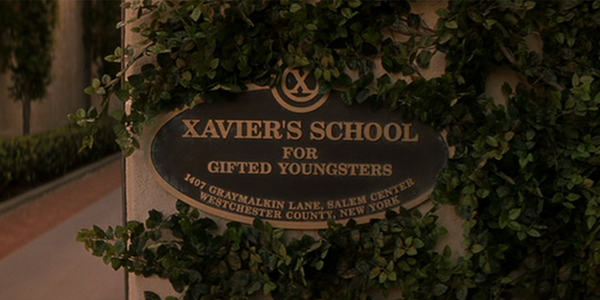 X
XAVIER'S SCHOOL
FOR
GIFTED YOUNGSTERS
1407 GRAYMALKIN LANE, SALEM CENTER
WESTCHESTER COUNTY, NEW YORK